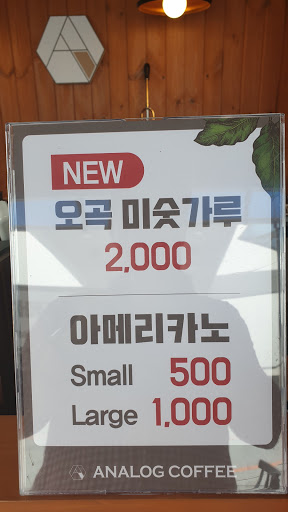 NEW
오곡 미숫가루
2,000
아메리카노
Small 500
Large 1,000
ANALOG COFFEE